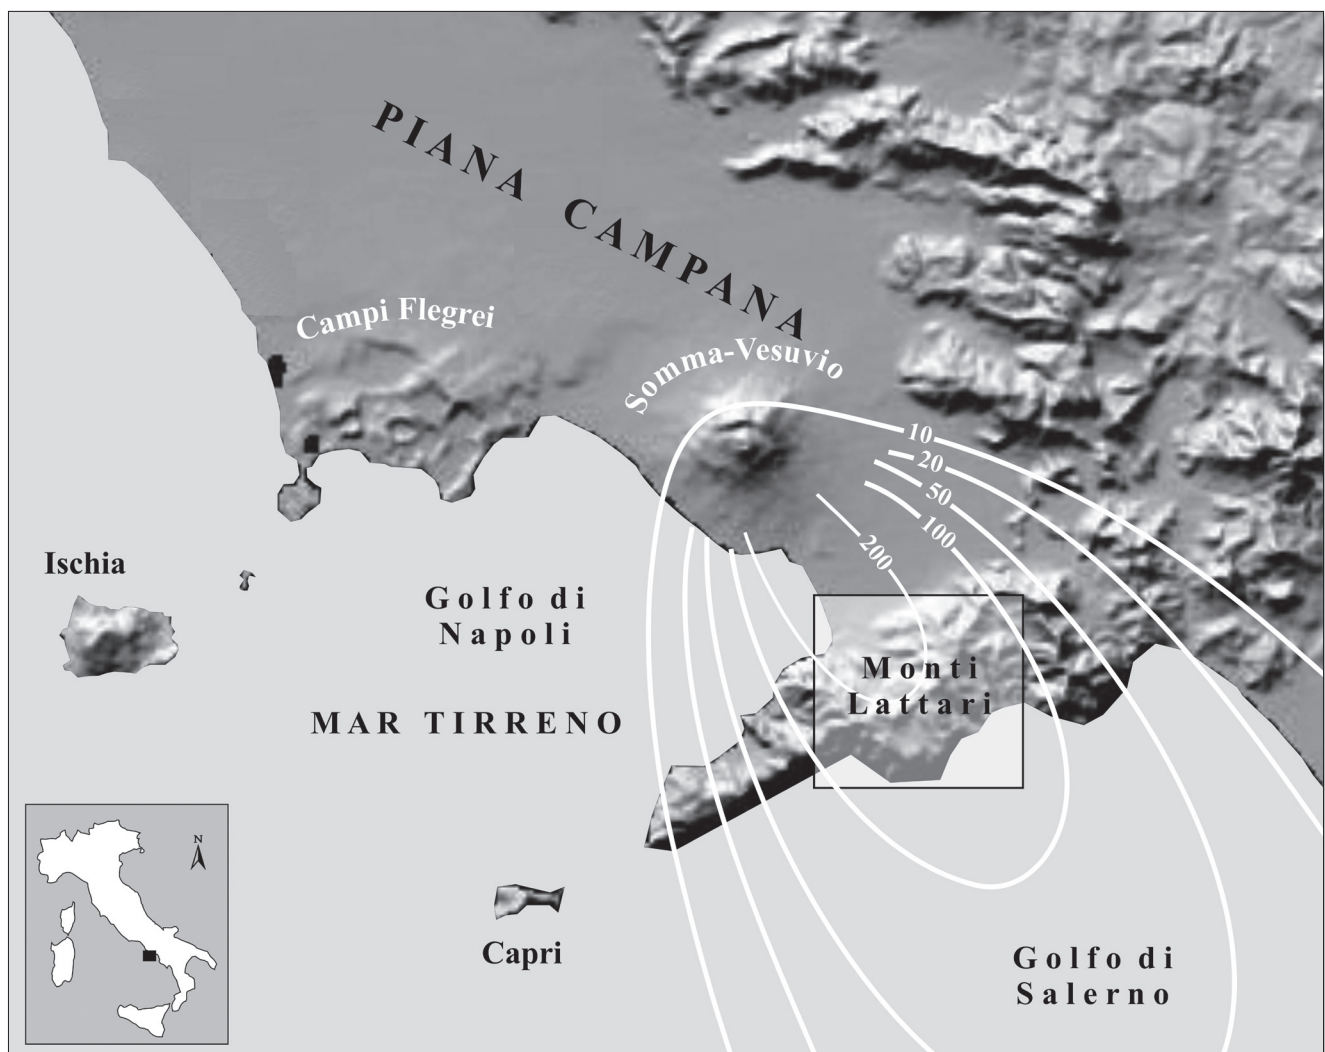 PIANA CAMPANA
Campi Flegrei
Somma-Vesuvio
10
20
50
100
200
Ischia
Golfo di
Napoli
Monti
Lattari
MAR TIRRENO
N
Capri
Golfo di
Salerno